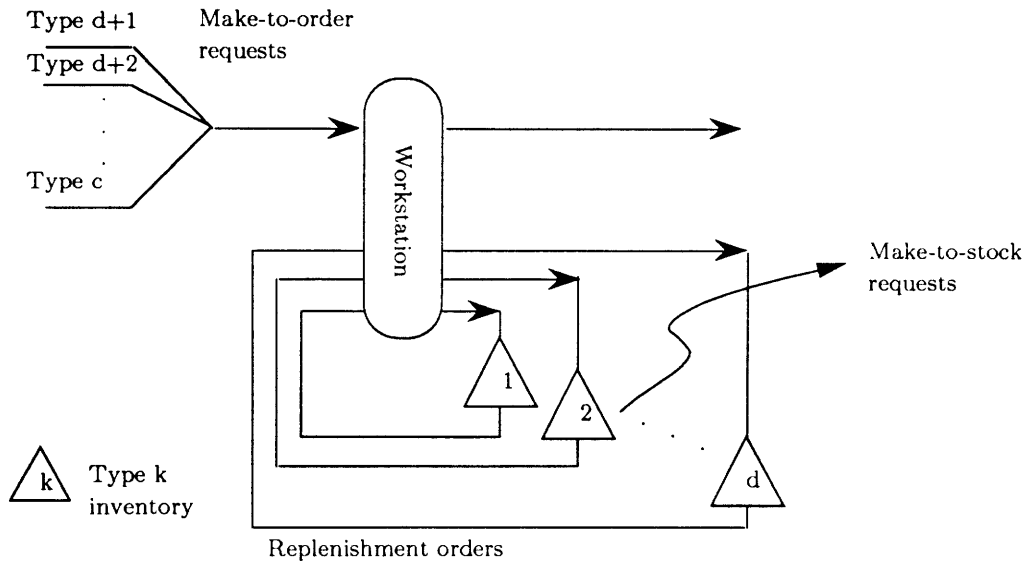 Type d+1
Make-to-order
requests
Type d+2
Type c
Workstation
Make-to-stock
requests
1
2
d
k
Type k
inventory
Replenishment orders